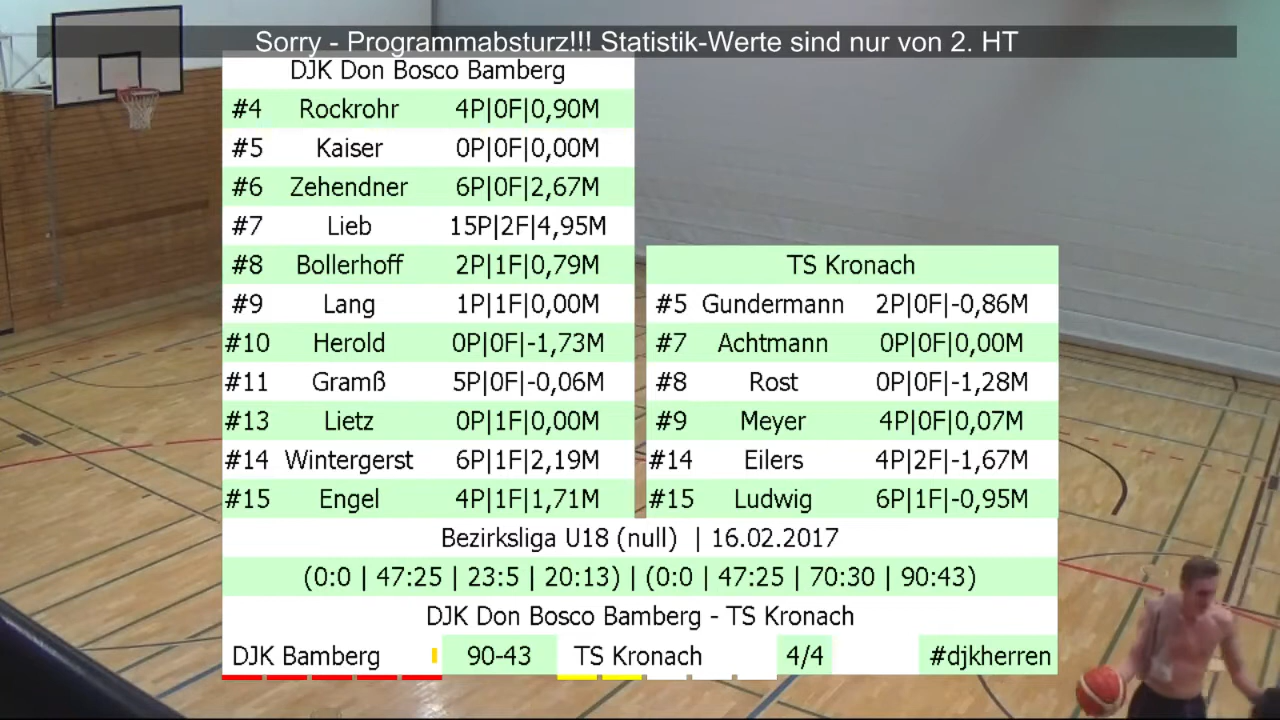 Sorry - Programmabsturz!!! Statistik-Werte sind nur von 2. HT
DJK Don Bosco Bamberg
#4 Rockrohr 4P|0F|0,90M
#5 Kaiser 0P|0F|0,00M
#6 Zehendner 6P|0F|2,67M
#7 Lieb 15P|2F|4,95M
#8 Bollerhoff 2P|1F|0,79M
#9 Lang 1P|1F|0,00M
#10 Herold 0P|0F|-1,73M
#11 Gramß 5P|0F|-0,06M
#13 Lietz 0P|1F|0,00M
#14 Wintergerst 6P|1F|2,19M
#15 Engel 4P|1F|1,71M
TS Kronach
#5 Gundermann 2P|0F|-0,86M
#7 Achtmann 0P|0F|0,00M
#8 Rost 0P|0F|-1,28M
#9 Meyer 4P|0F|0,07M
#14 Eilers 4P|2F|-1,67M
#15 Ludwig 6P|1F|-0,95M
Bezirksliga U18 (null) | 16.02.2017
(0:0 | 47:25 | 23:5 | 20:13) | (0:0 | 47:25 | 70:30 | 90:43)
DJK Don Bosco Bamberg - TS Kronach
DJK Bamberg 90-43 TS Kronach 4/4 #djkherren